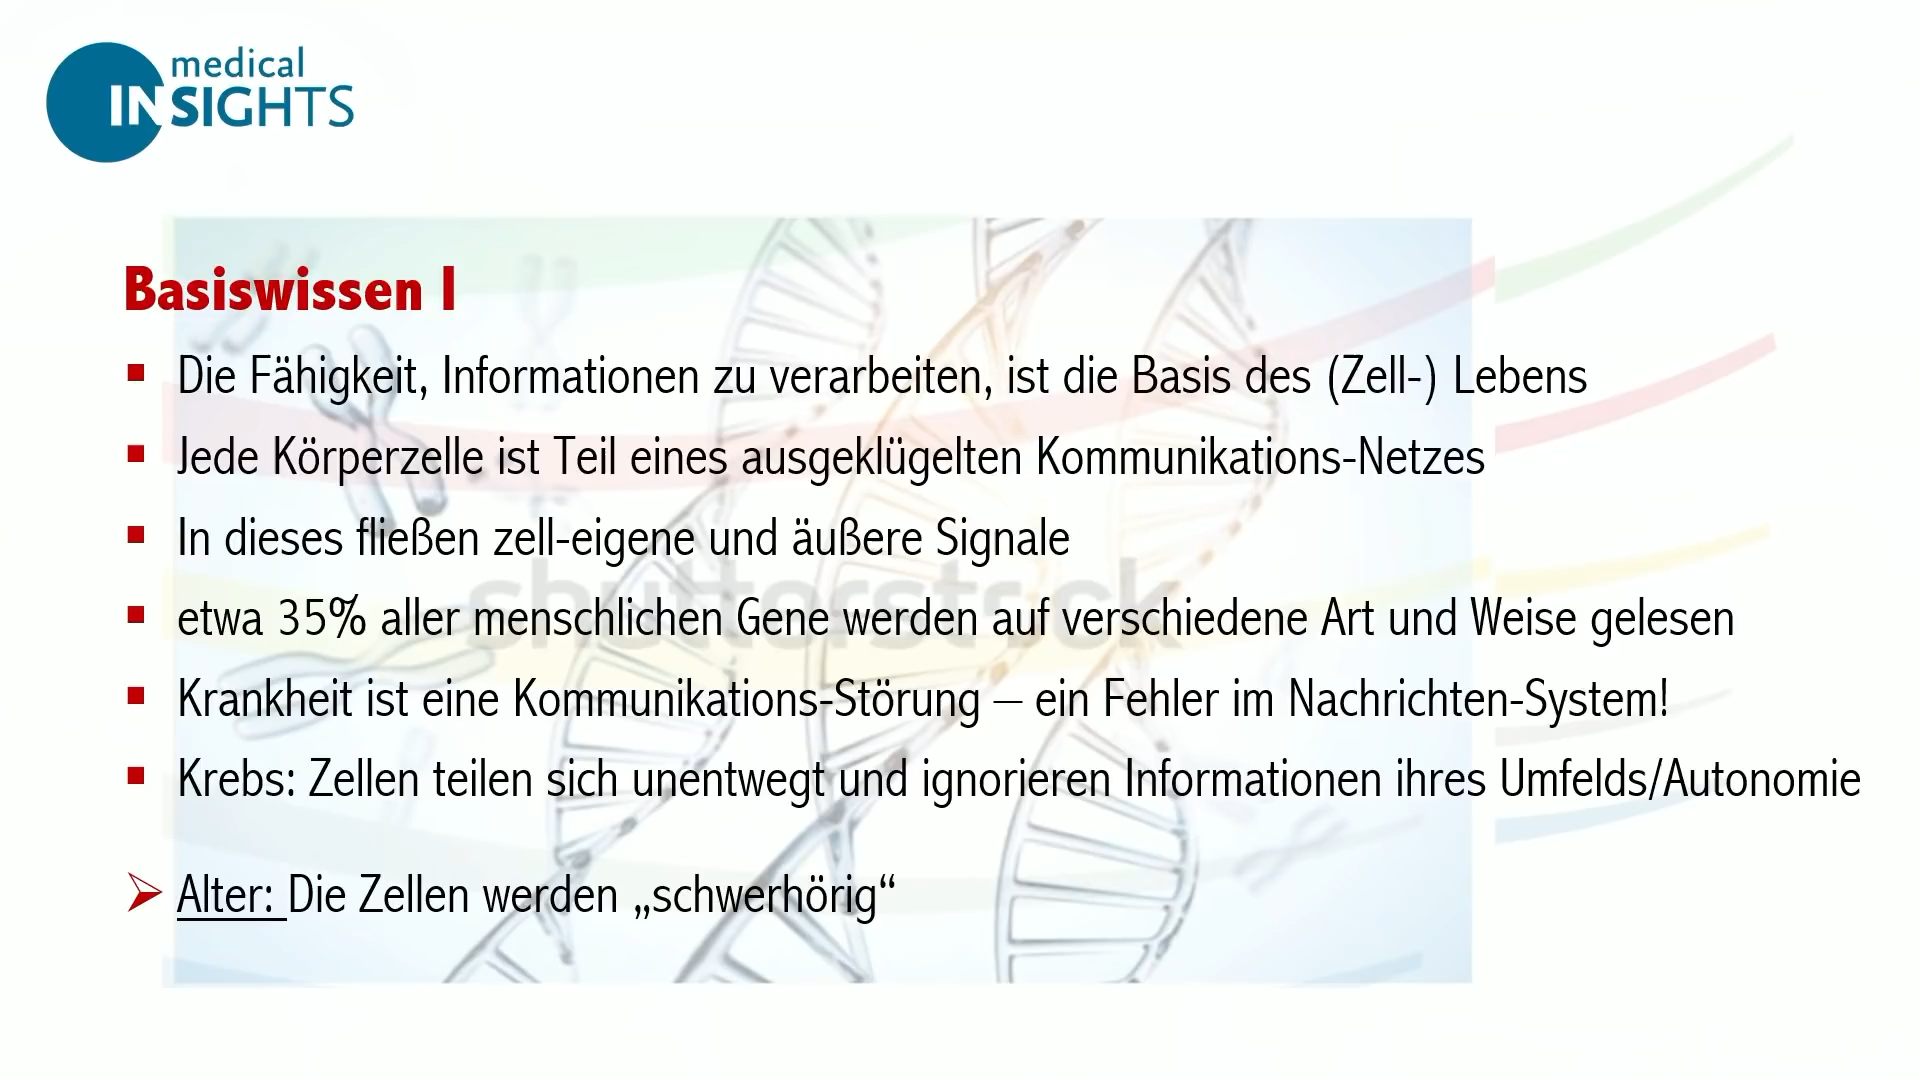 medical
INSIGHTS
Basiswissen I
▪ Die Fähigkeit, Informationen zu verarbeiten, ist die Basis des (Zell-) Lebens
▪ Jede Körperzelle ist Teil eines ausgeklügelten Kommunikations-Netzes
▪ In dieses fließen zell-eigene und äußere Signale
shutterstock
▪ etwa 35% aller menschlichen Gene werden auf verschiedene Art und Weise gelesen
▪ Krankheit ist eine Kommunikations-Störung – ein Fehler im Nachrichten-System!
▪ Krebs: Zellen teilen sich unentwegt und ignorieren Informationen ihres Umfelds/Autonomie
➢ Alter: Die Zellen werden „schwerhörig“